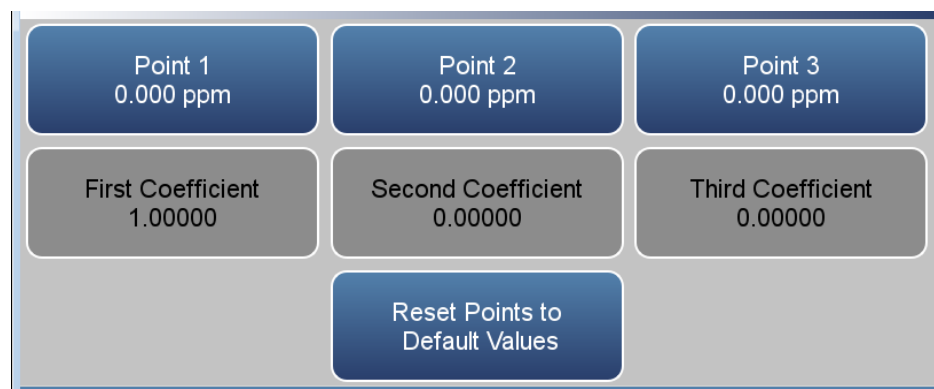 Point 1
0.000 ppm
Point 2
0.000 ppm
Point 3
0.000 ppm
First Coefficient
1.00000
Second Coefficient
0.00000
Third Coefficient
0.00000
Reset Points to
Default Values